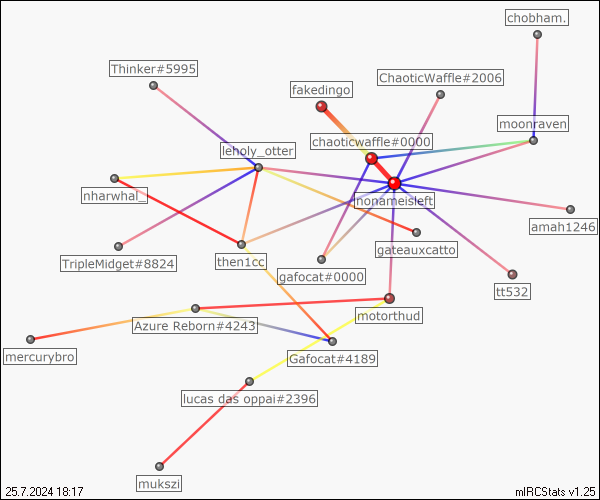 chobham.
Thinker#5995
ChaoticWaffle#2006
fakedingo
moonraven
chaoticwaffle#0000
leholy_otter
nharwhal_
nonameisleft
amah1246
gateauxcatto
TripleMidget#8824
then1cc
gafocat#0000
tt532
motorthud
Azure Reborn#4243
mercurybro
Gafocat#4189
lucas das oppai#2396
mukszi
25.7.2024 18:17
mIRCStats v1.25